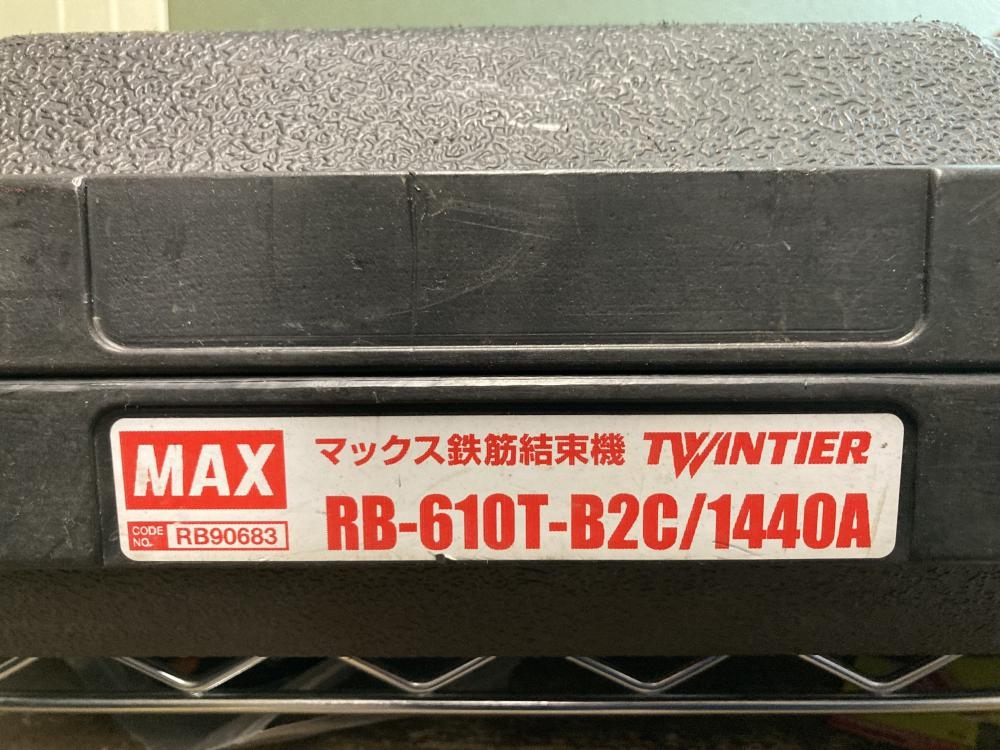 MAX
マックス鉄筋結束機 TWINTIER
CODE NO. RB90683
RB-610T-B2C/1440A